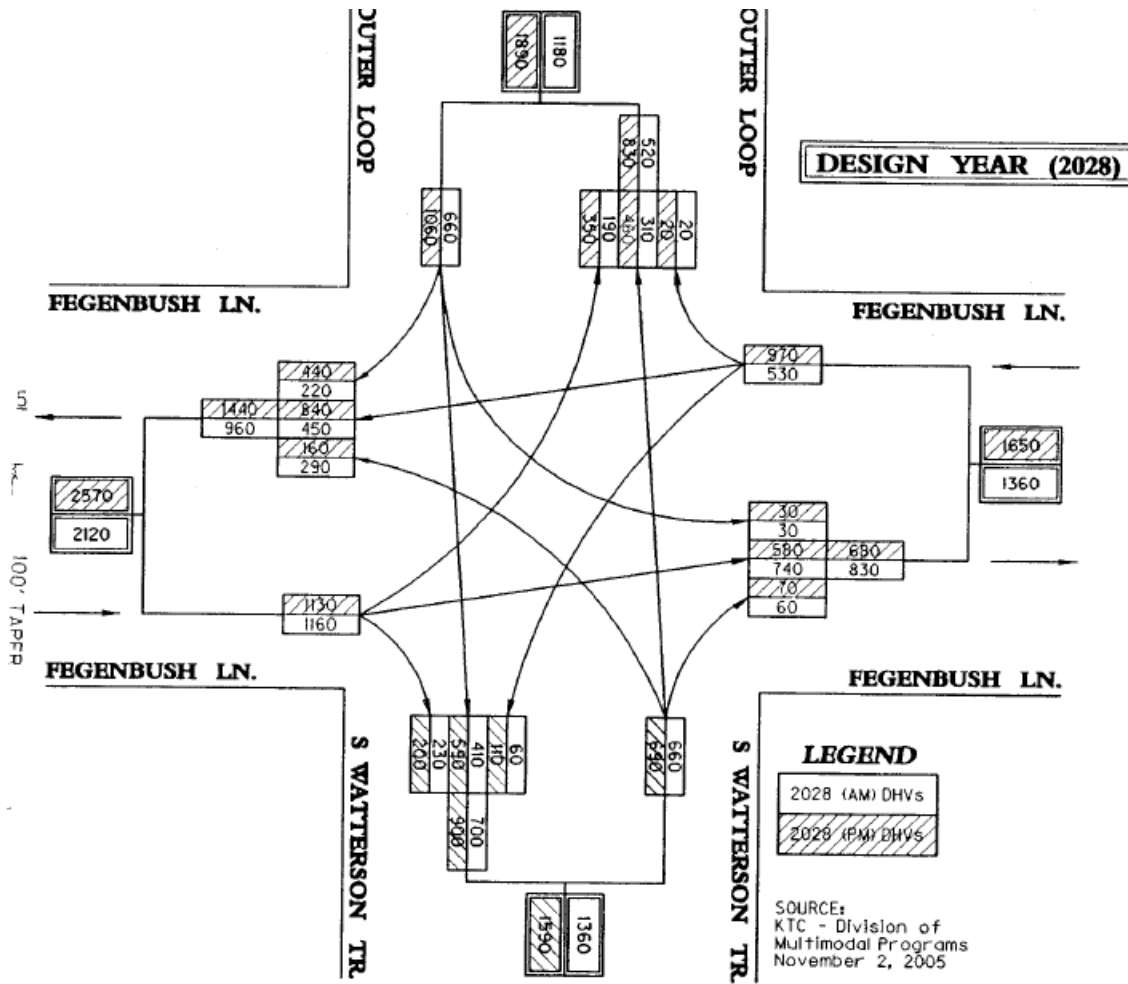 OUTER LOOP
OUTER LOOP
1890
1180
DESIGN YEAR (2028)
830
520
1060
660
350
190
480
310
20
20
FEGENBUSH LN.
FEGENBUSH LN.
970
530
440
220
1440
840
960
450
160
290
1650
1360
2570
2120
30
30
580
680
740
830
70
60
1130
1160
100' TAPER
FEGENBUSH LN.
FEGENBUSH LN.
200
230
590
410
110
60
690
660
900
700
S WATTERSON TR.
S WATTERSON TR.
LEGEND
2028 (AM) DHVs
2028 (PM) DHVs
1590
1360
SOURCE:
KTC - Division of
Multimodal Programs
November 2, 2005